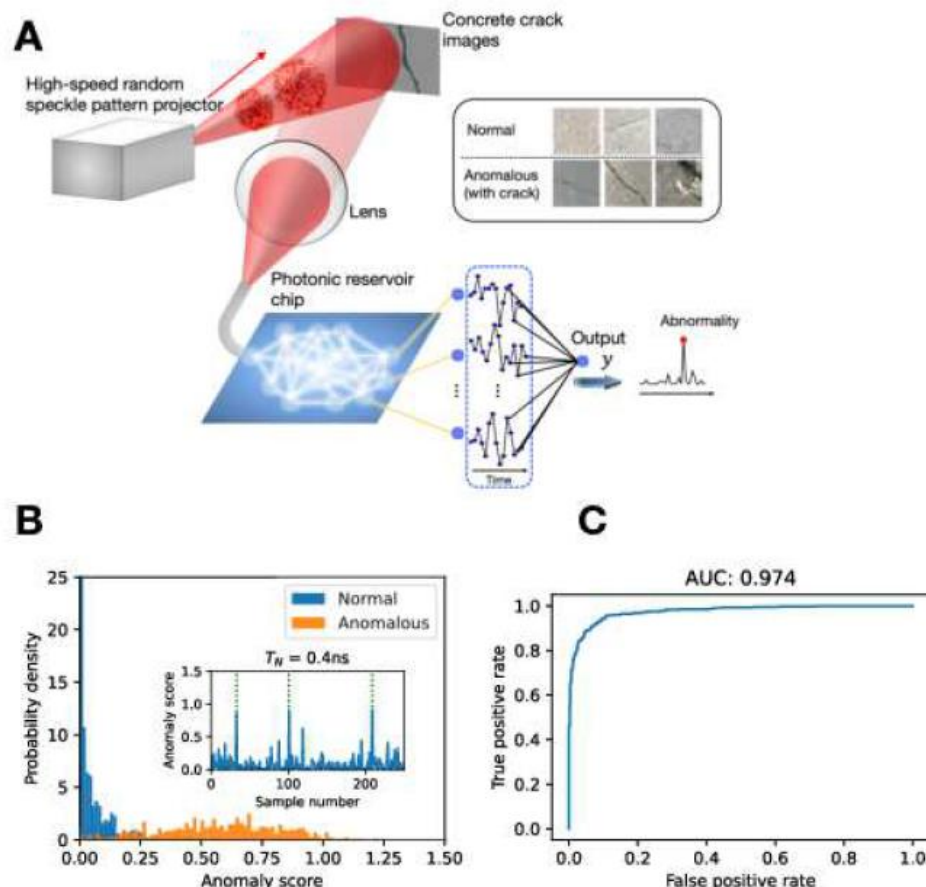 A
Concrete crack
images
High-speed random
speckle pattern projector
Normal
Anomalous
(with crack)
Lens
Photonic reservoir
chip
Output
y
Abnormality
...
...
Time
B
Probability density
25
20
15
10
5
0
0.00
0.25
0.50
0.75
1.00
1.25
1.50
Anomaly score
Normal
Anomalous
T_N = 0.4ns
Anomaly score
1.5
1.0
0.5
0.0
0
100
200
Sample number
C
AUC: 0.974
True positive rate
1.0
0.8
0.6
0.4
0.2
0.0
0.0
0.2
0.4
0.6
0.8
1.0
False positive rate